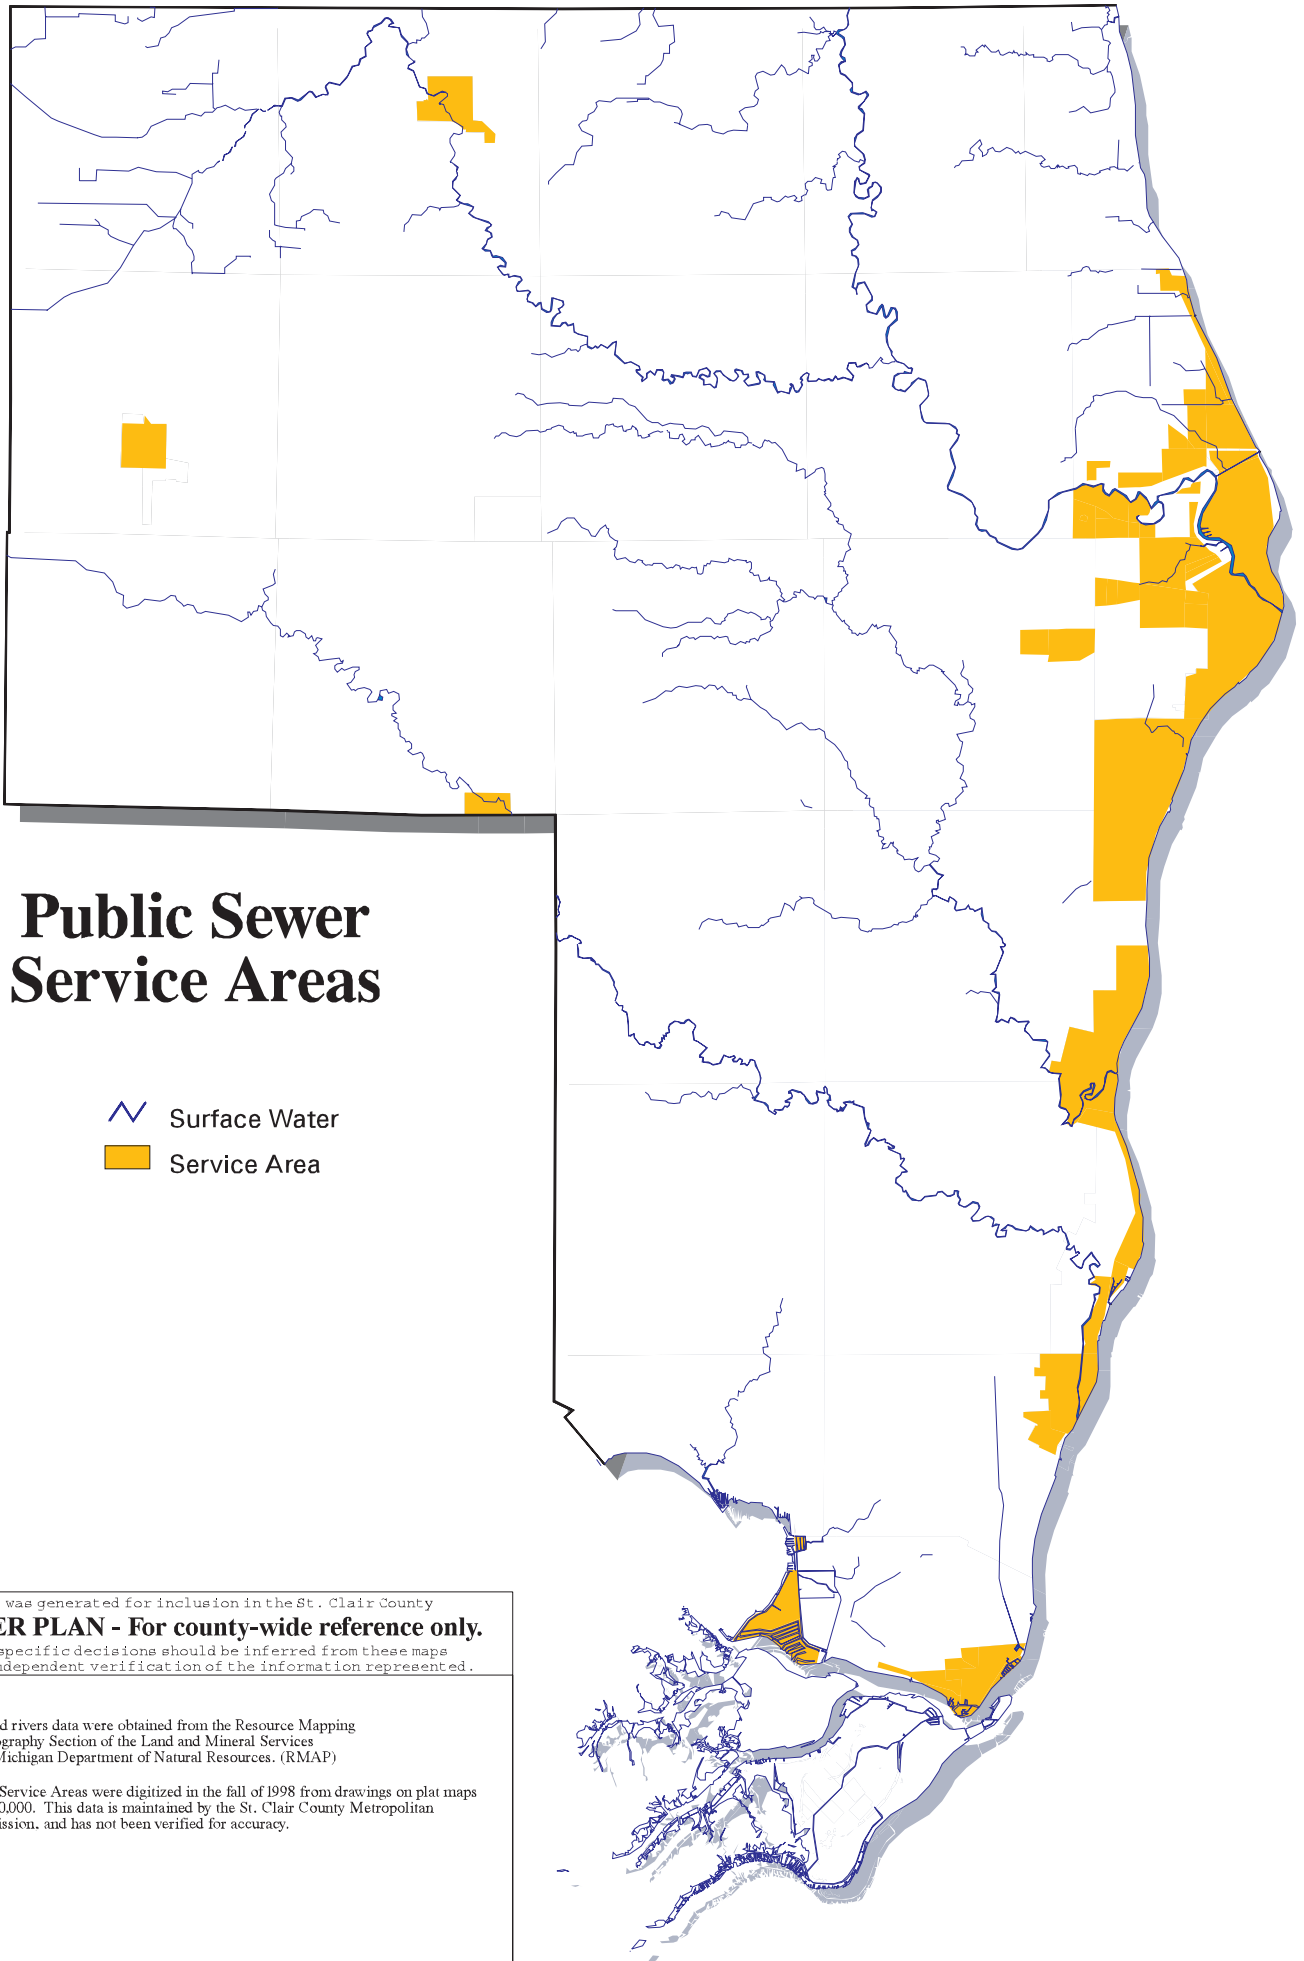 Public Sewer
Service Areas
Surface Water
Service Area
was generated for inclusion in the St. Clair County
ER PLAN - For county-wide reference only.
specific decisions should be inferred from these maps
independent verification of the information represented.
d rivers data were obtained from the Resource Mapping
ography Section of the Land and Mineral Services
Michigan Department of Natural Resources. (RMAP)
Service Areas were digitized in the fall of 1998 from drawings on plat maps
0,000. This data is maintained by the St. Clair County Metropolitan
ission, and has not been verified for accuracy.